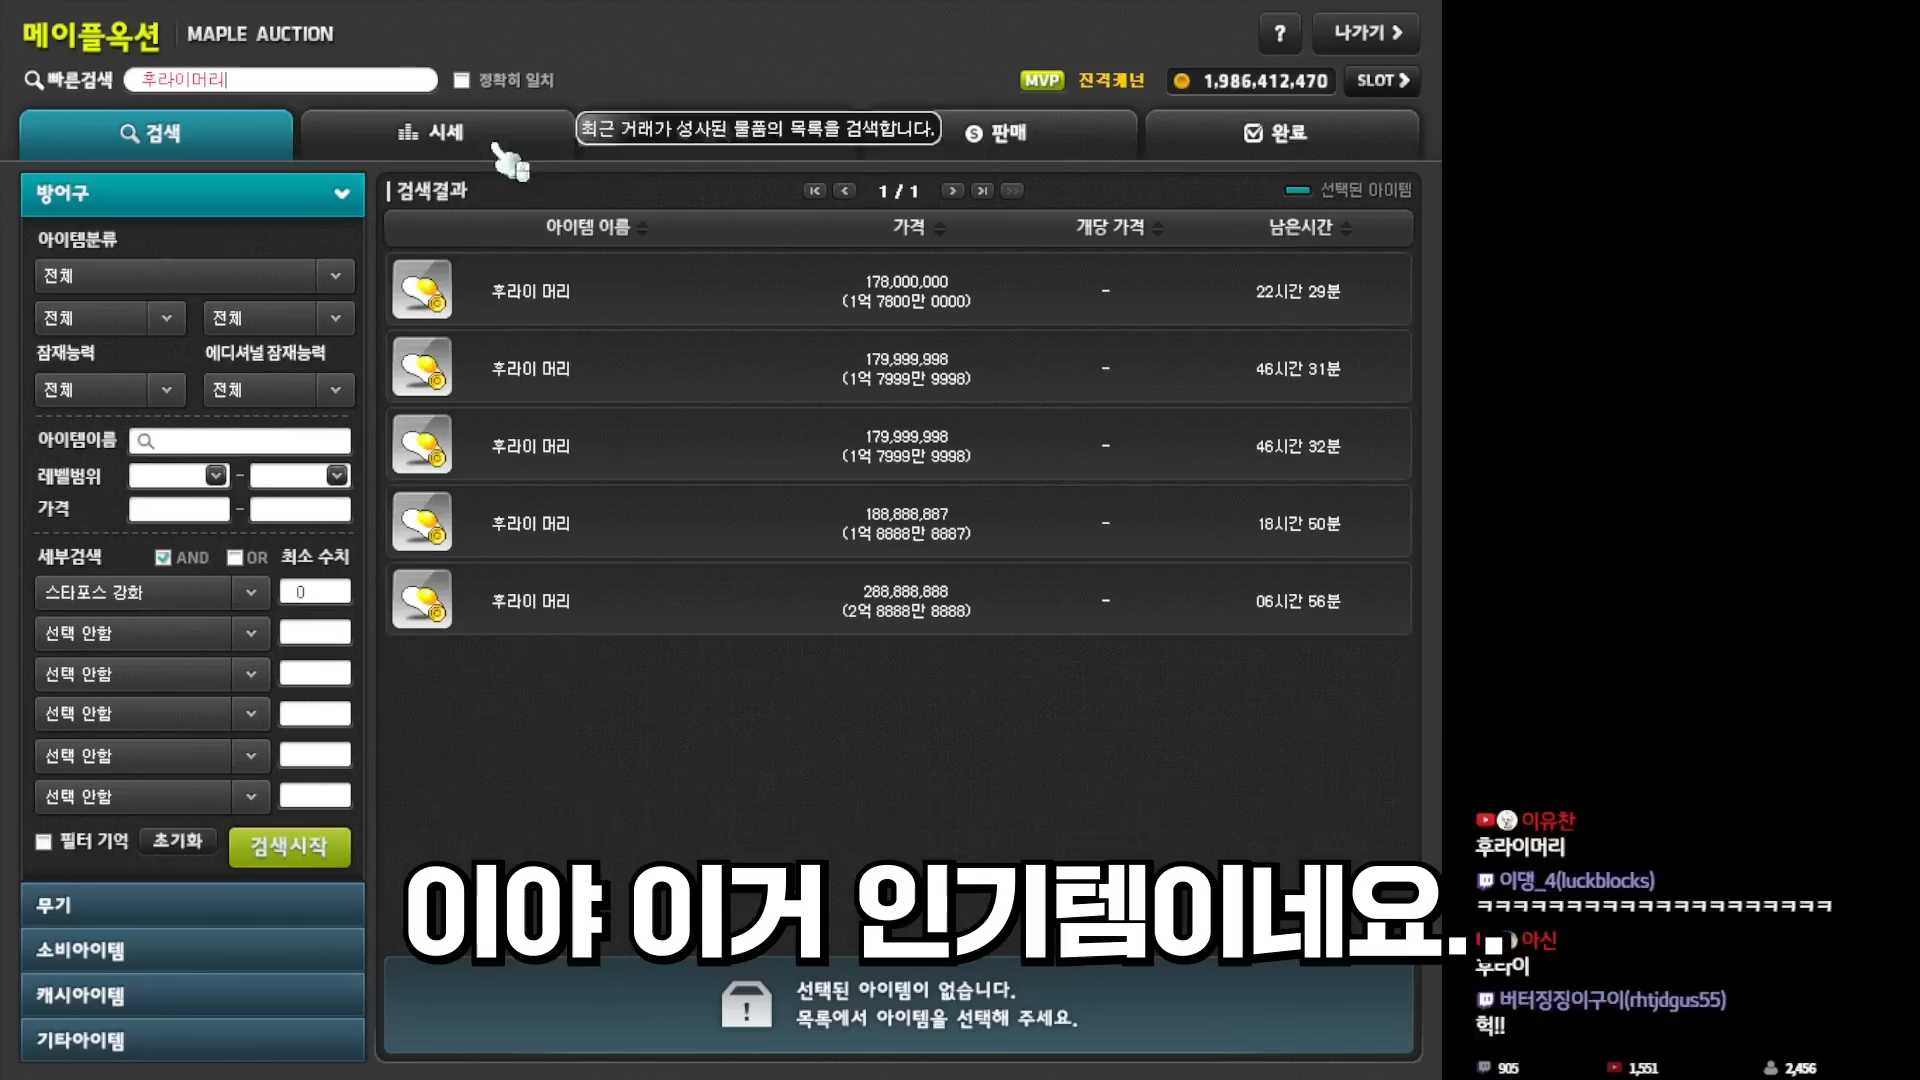 메이플옥션 MAPLE AUCTION ? 나가기
빠른검색 후라이머리 정확히 일치 MVP 진격캐넌 1,986,412,470 SLOT
검색 시세 최근 거래가 성사된 물품의 목록을 검색합니다. 판매 완료
방어구
아이템분류
전체
전체 전체
잠재능력 에디셔널 잠재능력
전체 전체
아이템이름
레벨범위 -
가격 -
세부검색 AND OR 최소 수치
스타포스 강화 0
선택 안함
선택 안함
선택 안함
선택 안함
선택 안함
필터 기억 초기화 검색시작
무기
소비아이템
캐시아이템
기타아이템
검색결과 1 / 1 선택된 아이템
아이템 이름 가격 개당 가격 남은시간
후라이 머리 178,000,000 (1억 7800만 0000) - 22시간 29분
후라이 머리 179,999,998 (1억 7999만 9998) - 46시간 31분
후라이 머리 179,999,998 (1억 7999만 9998) - 46시간 32분
후라이 머리 188,888,887 (1억 8888만 8887) - 18시간 50분
후라이 머리 288,888,888 (2억 8888만 8888) - 06시간 56분
이야 이거 인기템이네요..
선택된 아이템이 없습니다.
목록에서 아이템을 선택해 주세요.
이유찬
후라이머리
이댕_4(luckblocks)
ㅋㅋㅋㅋㅋㅋㅋㅋㅋㅋㅋㅋㅋㅋㅋㅋㅋㅋㅋㅋ
아신
후라이
버터징징이구이(rhtjdgus55)
헉!!
905 1,551 2,456